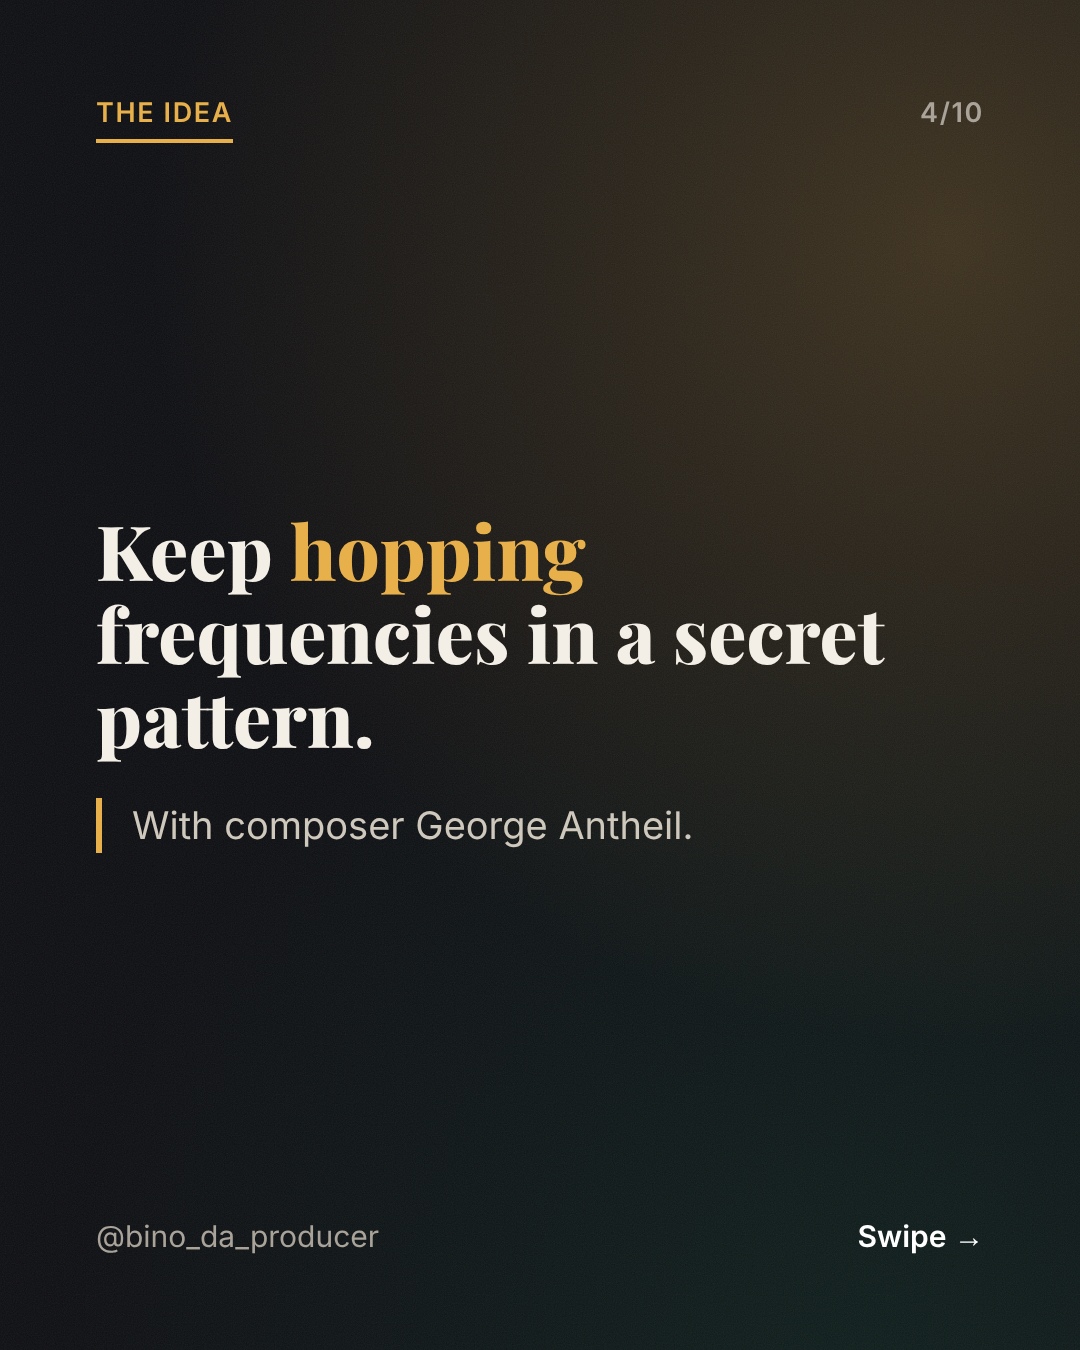 THE IDEA
4/10
Keep hopping
frequencies in a secret
pattern.
With composer George Antheil.
@bino_da_producer
Swipe →